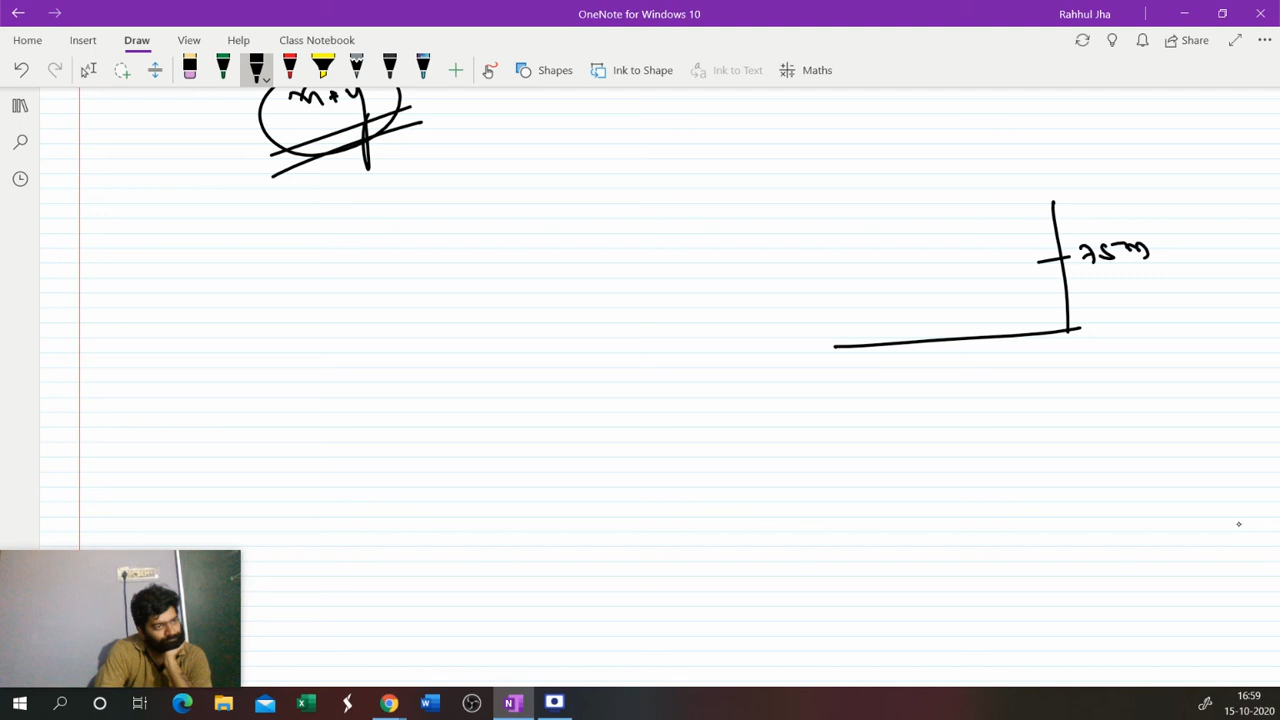 OneNote for Windows 10
Rahhul Jha
Home Insert Draw View Help Class Notebook
Share
Shapes Ink to Shape Ink to Text Maths
75m
16:59
15-10-2020